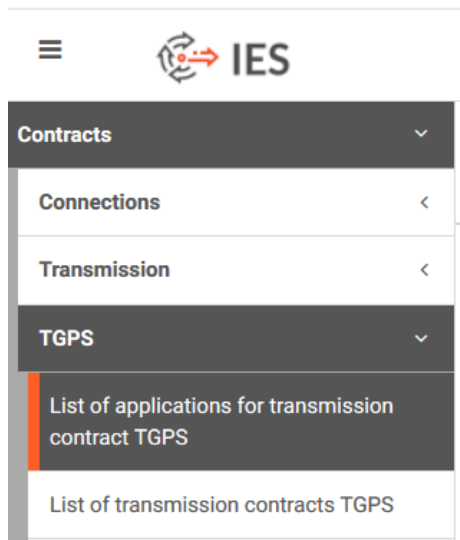 IES
Contracts
Connections
Transmission
TGPS
List of applications for transmission
contract TGPS
List of transmission contracts TGPS